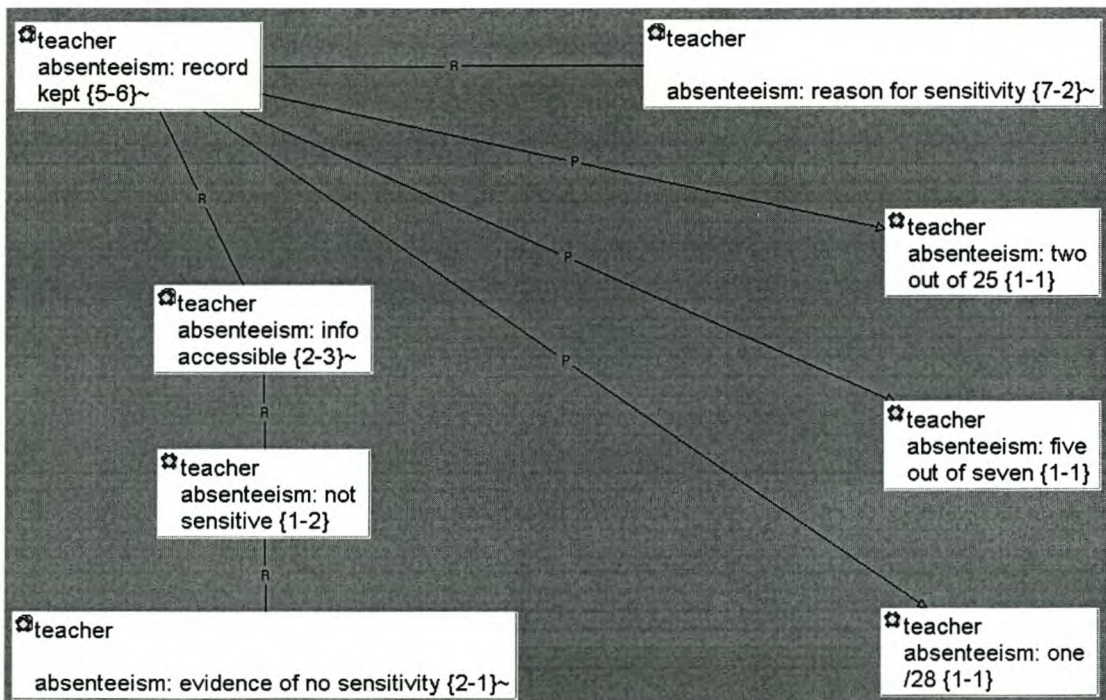 teacher
absenteeism: record
kept {5-6}~
teacher
absenteeism: reason for sensitivity {7-2}~
R
P
teacher
absenteeism: two
out of 25 {1-1}
R
P
teacher
absenteeism: info
accessible {2-3}~
P
R
teacher
absenteeism: five
out of seven {1-1}
teacher
absenteeism: not
sensitive {1-2}
R
teacher
absenteeism: evidence of no sensitivity {2-1}~
teacher
absenteeism: one
/28 {1-1}